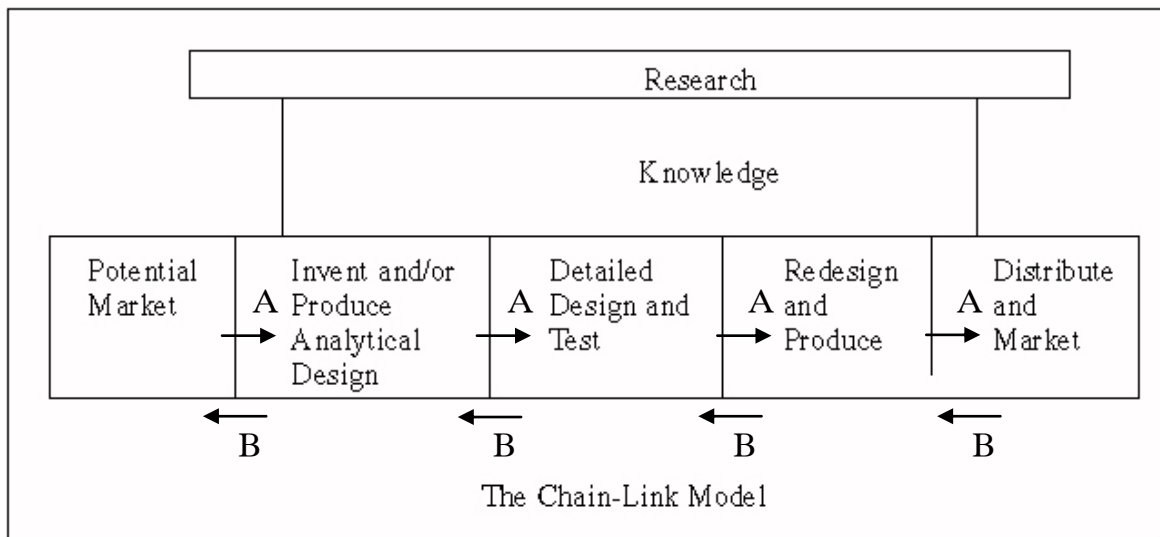 Research
Knowledge
Potential
Market
Invent and/or
Produce
Analytical
Design
Detailed
Design and
Test
Redesign
and
Produce
Distribute
and
Market
A
A
A
A
B
B
B
B
The Chain-Link Model